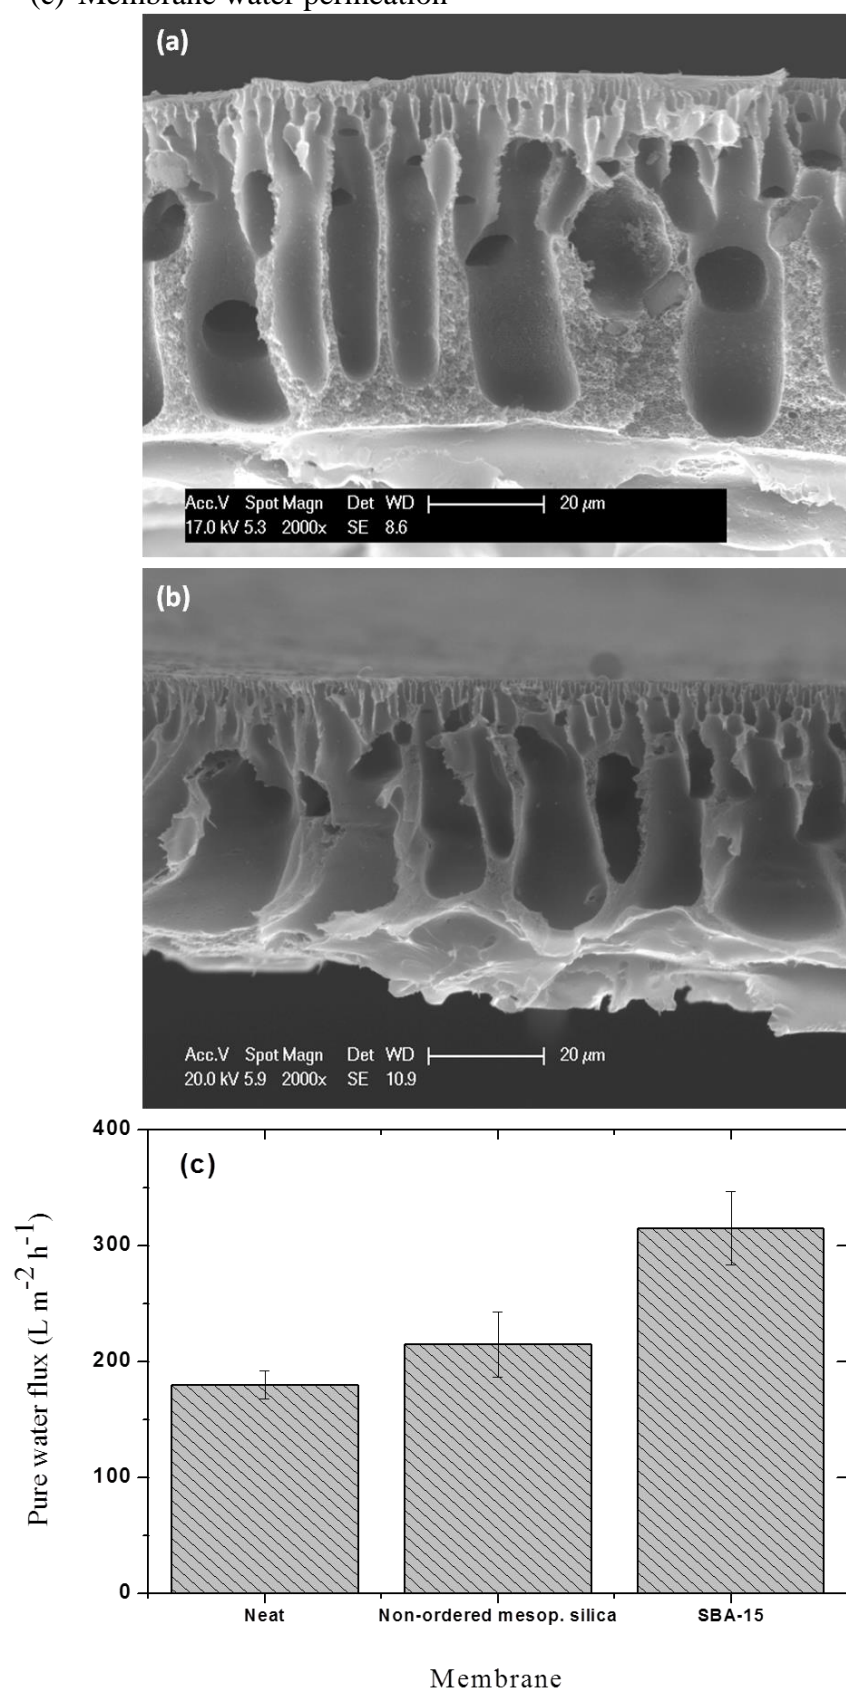 (c) Membrane water permeation
(a)
Acc.V Spot Magn Det WD 20 µm
17.0 kV 5.3 2000x SE 8.6
(b)
Acc.V Spot Magn Det WD 20 µm
20.0 kV 5.9 2000x SE 10.9
(c)
400
300
200
100
0
Pure water flux (L m⁻² h⁻¹)
Neat Non-ordered mesop. silica SBA-15
Membrane